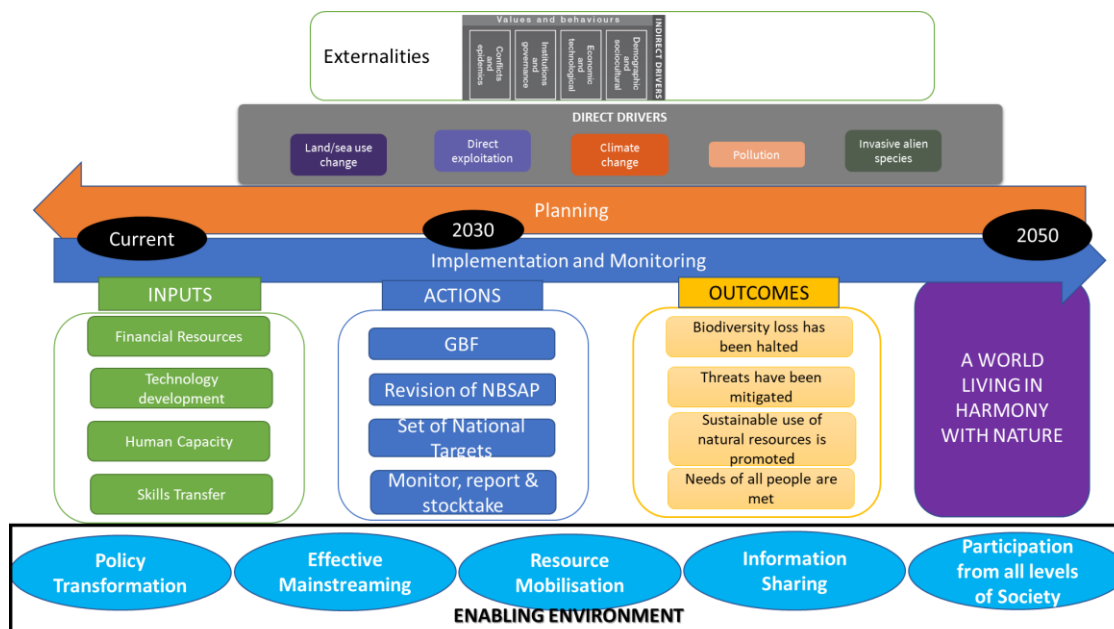 Externalities
Values and behaviours
Conflicts
and
epidemics
Institutions
and
governance
Economic
and
technological
Demographic
and
sociocultural
INDIRECT DRIVERS
DIRECT DRIVERS
Land/sea use
change
Direct
exploitation
Climate
change
Pollution
Invasive alien
species
Planning
Current
2030
2050
Implementation and Monitoring
INPUTS
Financial Resources
Technology
development
Human Capacity
Skills Transfer
ACTIONS
GBF
Revision of NBSAP
Set of National
Targets
Monitor, report &
stocktake
OUTCOMES
Biodiversity loss has
been halted
Threats have been
mitigated
Sustainable use of
natural resources is
promoted
Needs of all people are
met
A WORLD
LIVING IN
HARMONY
WITH NATURE
Policy
Transformation
Effective
Mainstreaming
Resource
Mobilisation
Information
Sharing
Participation
from all levels
of Society
ENABLING ENVIRONMENT